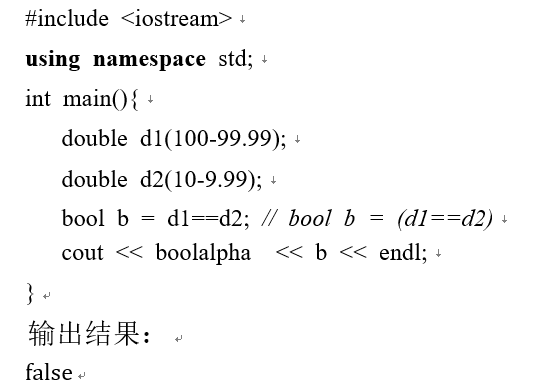 #include <iostream>
using namespace std;
int main(){
double d1(100-99.99);
double d2(10-9.99);
bool b = d1==d2; // bool b = (d1==d2)
cout << boolalpha << b << endl;
}
输出结果：
false